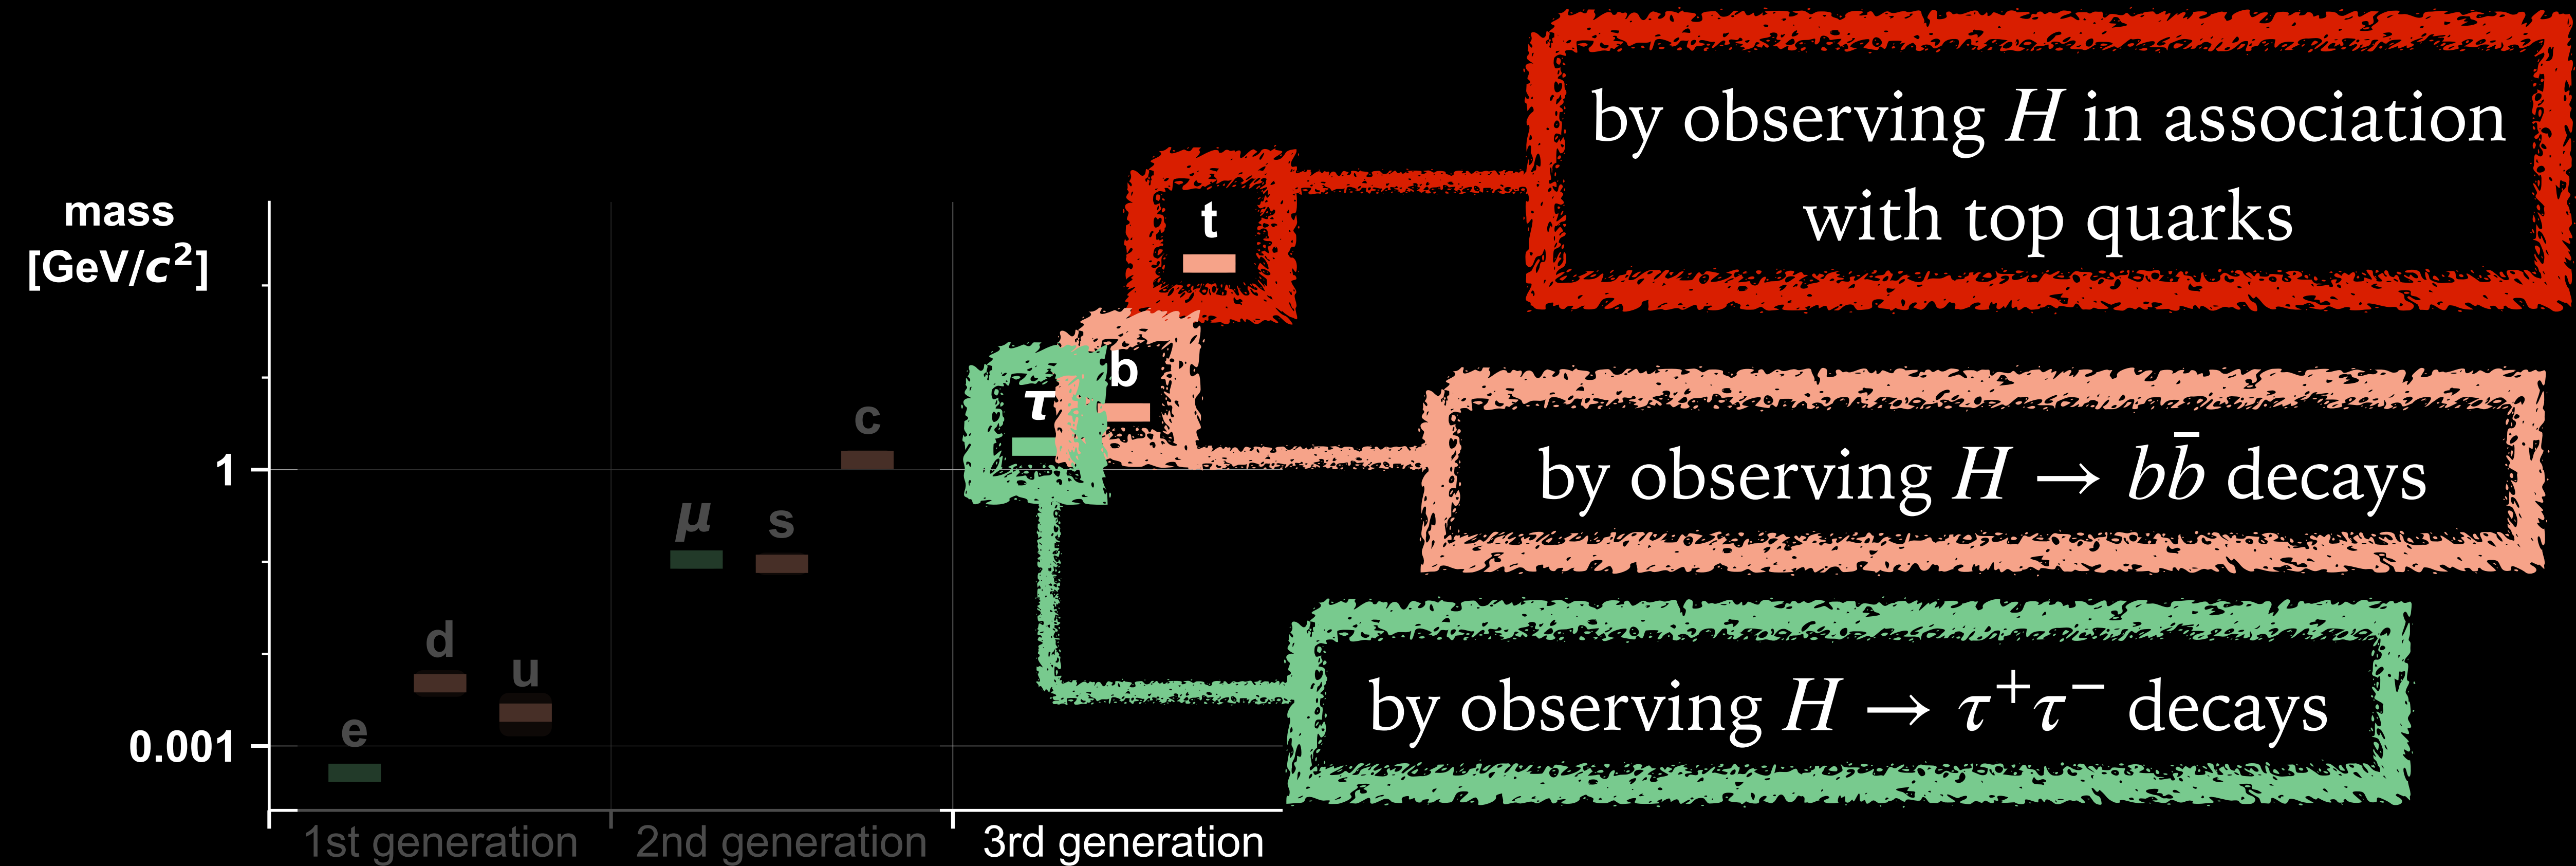 mass
[GeV/c²]
1
0.001
e
d
u
μ
s
c
τ
b
t
1st generation
2nd generation
3rd generation
by observing H in association
with top quarks
by observing H → bb̄ decays
by observing H → τ⁺τ⁻ decays